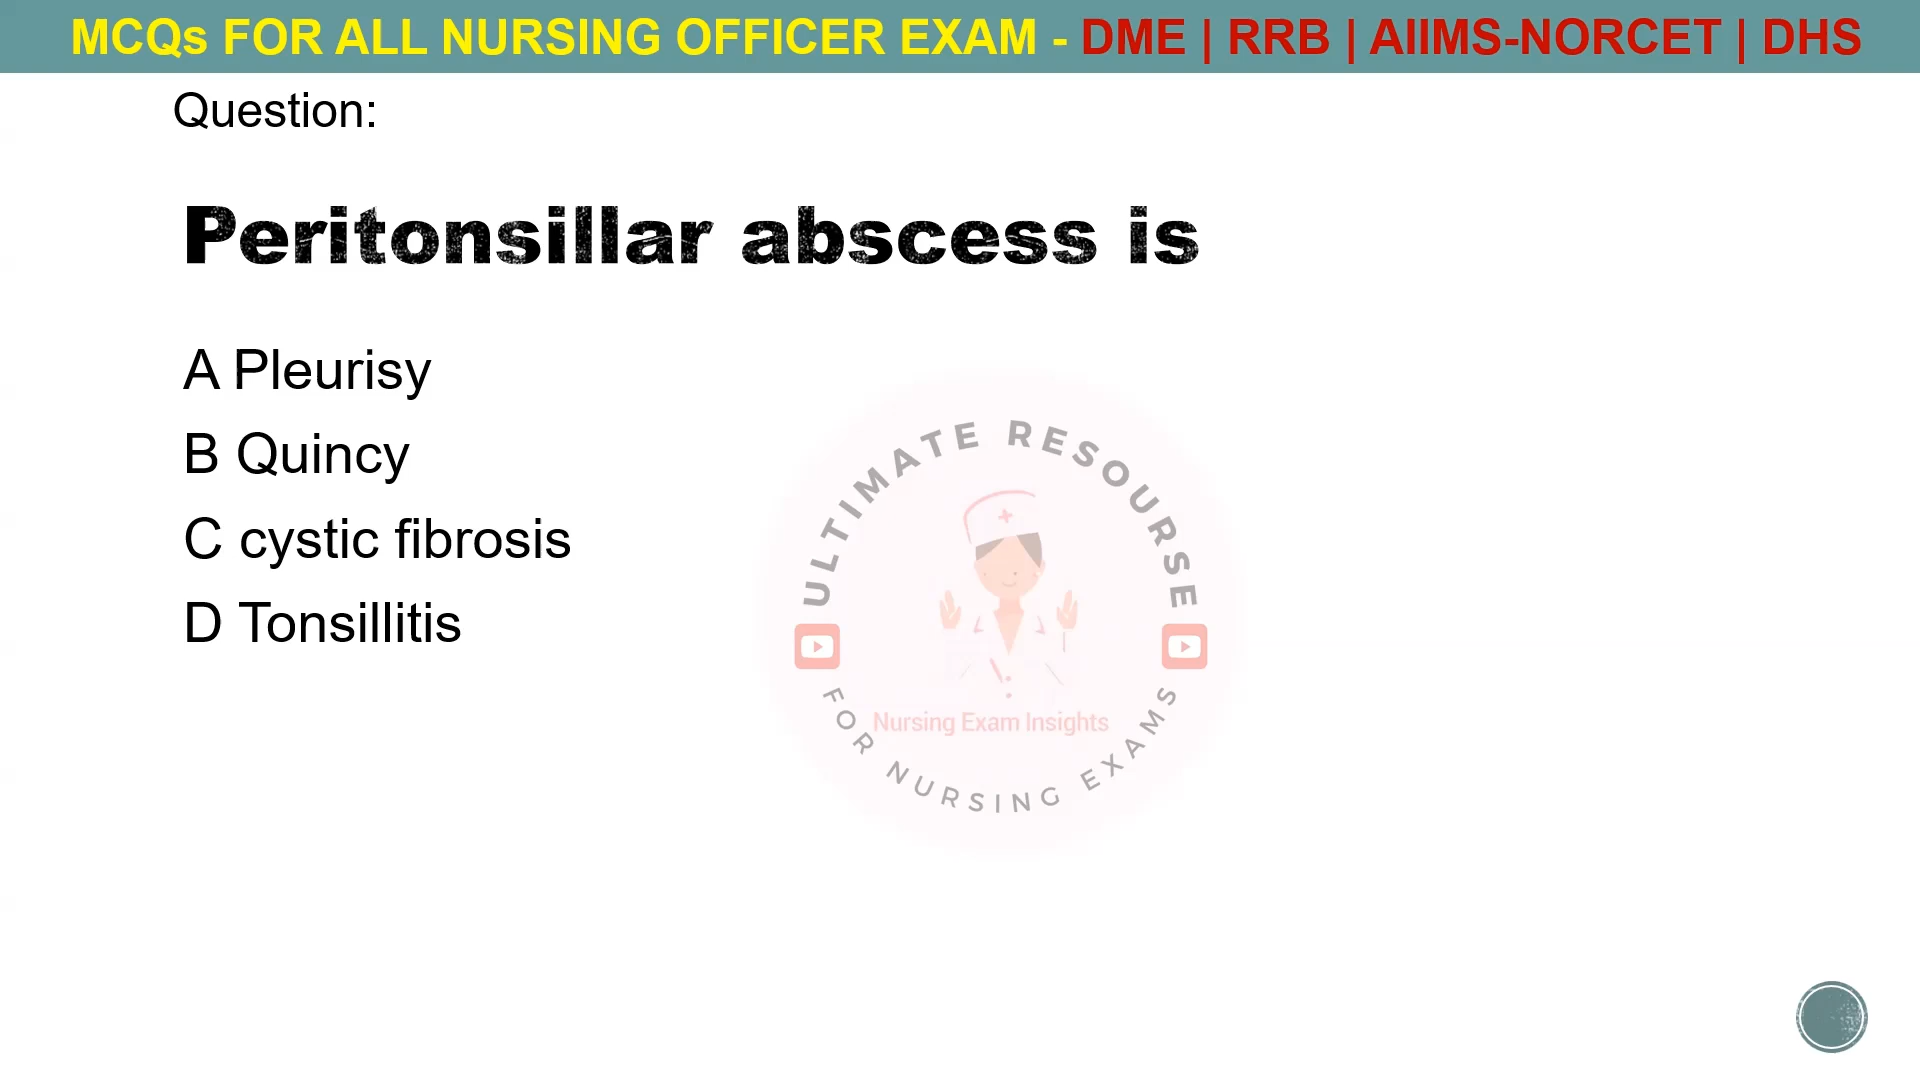 MCQs FOR ALL NURSING OFFICER EXAM - DME | RRB | AIIMS-NORCET | DHS
Question:
Peritonsillar abscess is
A Pleurisy
B Quincy
C cystic fibrosis
D Tonsillitis
ULTIMATE RESOURSE
Nursing Exam Insights
FOR NURSING EXAMS